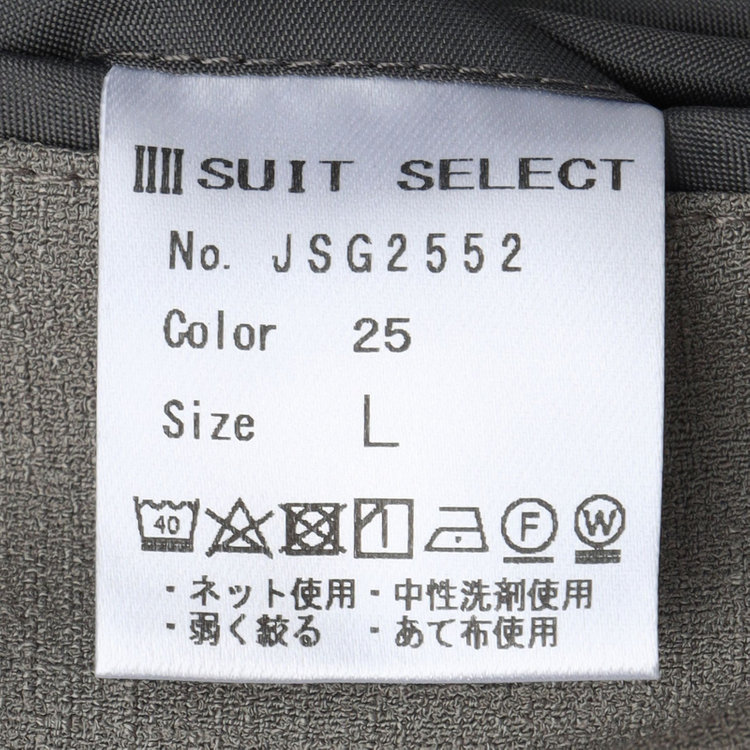 SUIT SELECT
No. JSG2552
Color 25
Size L
40 F W
・ネット使用 ・中性洗剤使用
・弱く絞る ・あて布使用